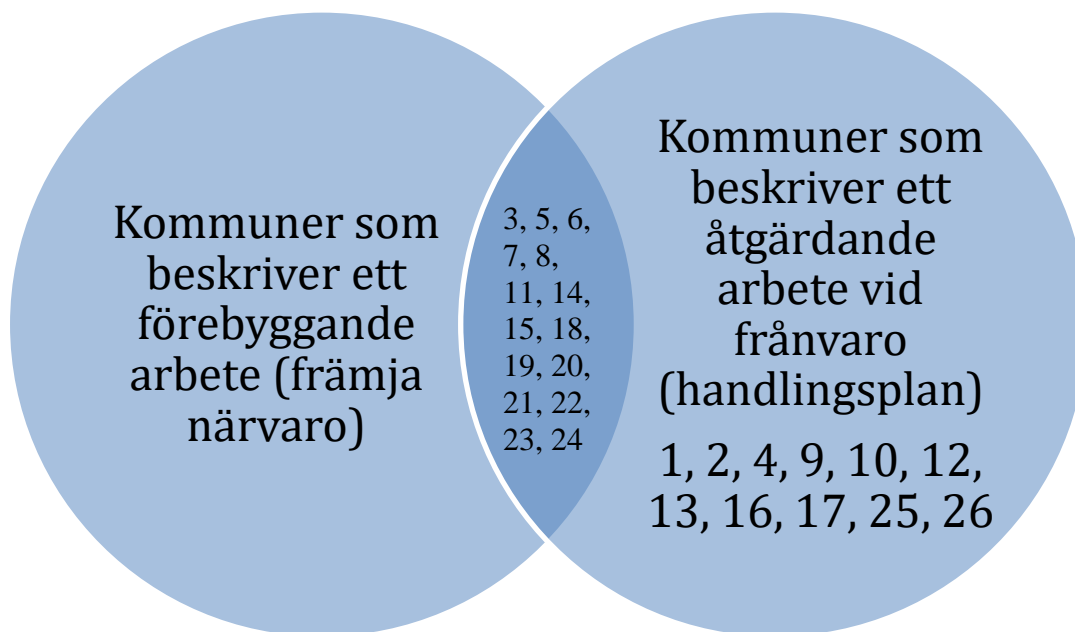 Kommuner som
beskriver ett
förebyggande
arbete (främja
närvaro)
3, 5, 6,
7, 8,
11, 14,
15, 18,
19, 20,
21, 22,
23, 24
Kommuner som
beskriver ett
åtgärdande
arbete vid
frånvaro
(handlingsplan)
1, 2, 4, 9, 10, 12,
13, 16, 17, 25, 26